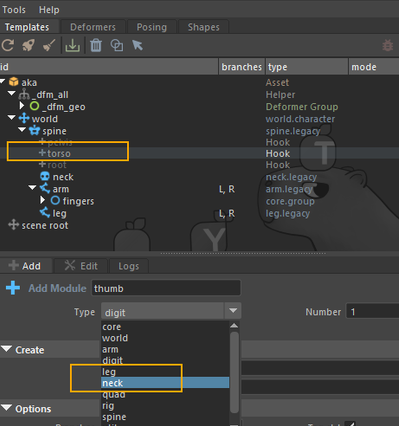 Tools Help
Templates Deformers Posing Shapes
id branches type mode
aka Asset
_dfm_all Helper
_dfm_geo Deformer Group
world world.character
spine spine.legacy
pelvis Hook
torso Hook
root Hook
neck neck.legacy
arm L, R arm.legacy
fingers core.group
leg L, R leg.legacy
scene root
T
Y
Add Edit Logs
Add Module thumb
Type digit Number 1
core
world
arm
digit
Create
leg
neck
quad
rig
Options
spine